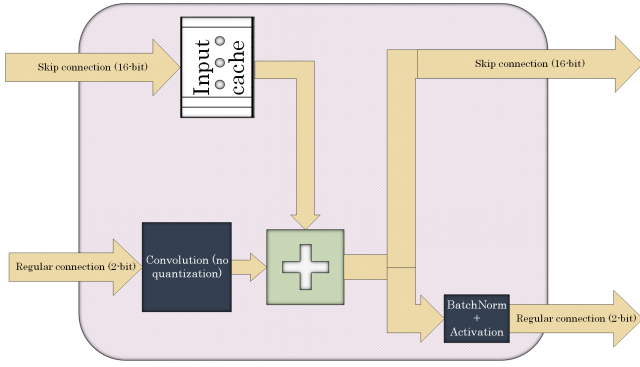 Skip connection (16-bit)
Input
cache
Skip connection (16-bit)
Regular connection (2-bit)
Convolution (no
quantization)
BatchNorm
+
Activation
Regular connection (2-bit)